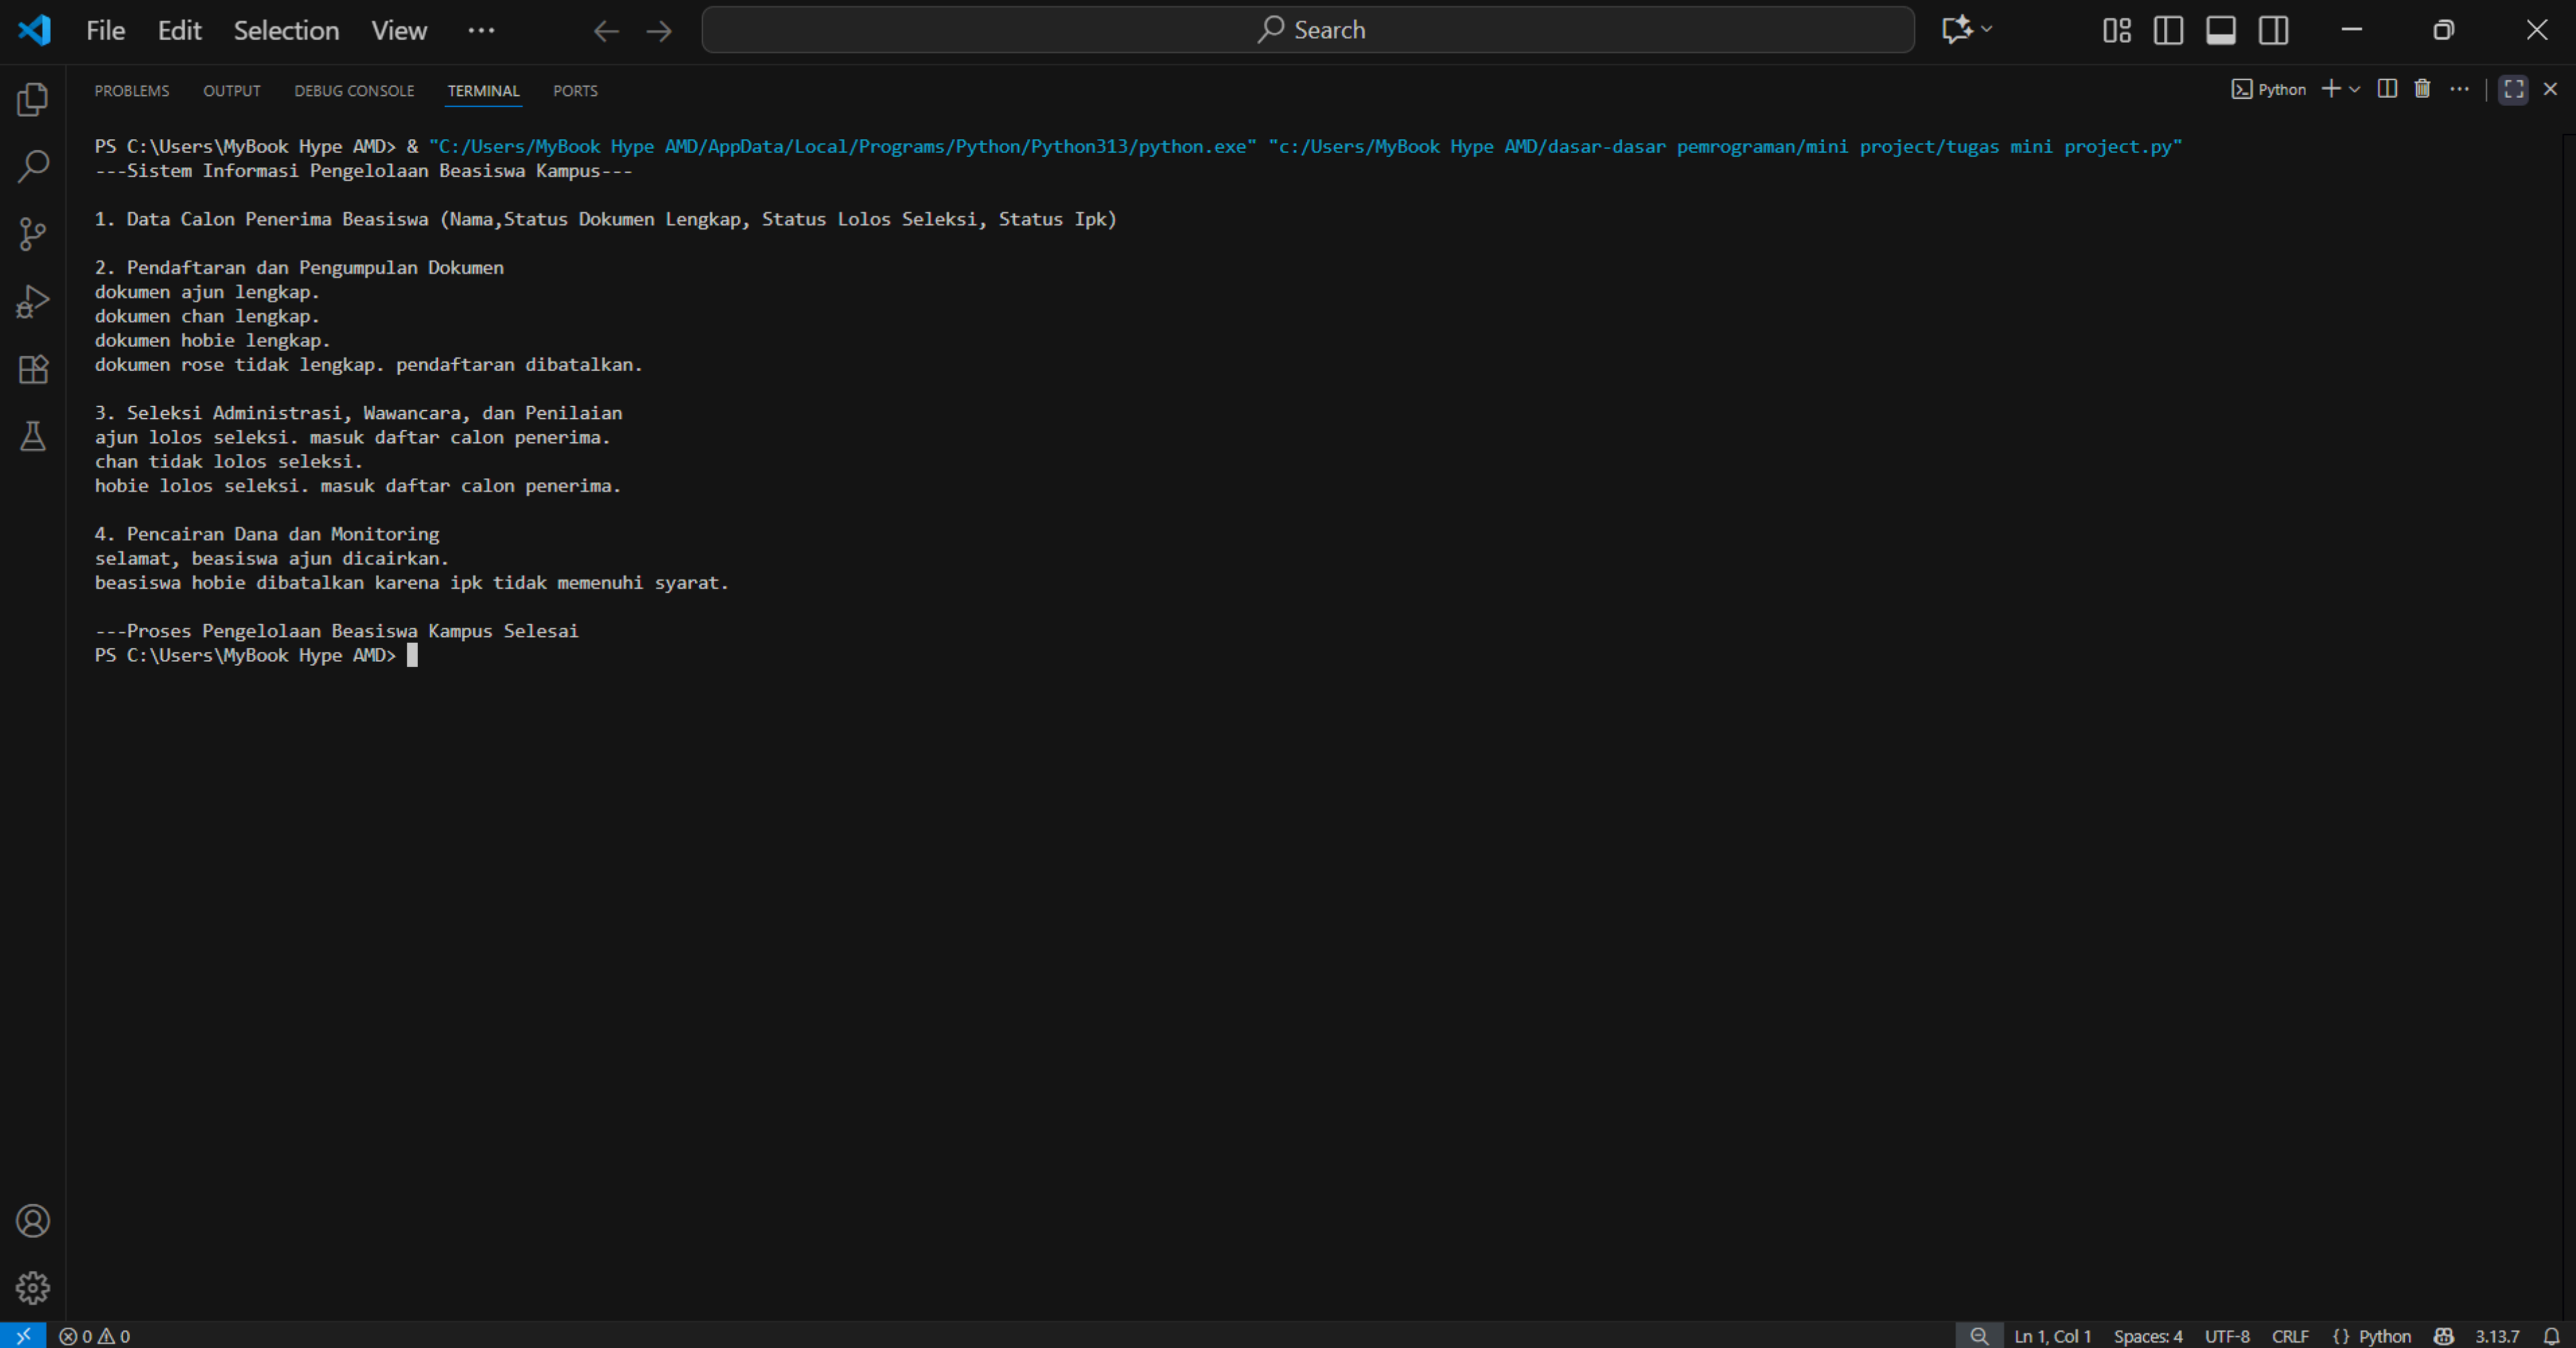 File Edit Selection View ··· Search
PROBLEMS OUTPUT DEBUG CONSOLE TERMINAL PORTS Python
PS C:\Users\MyBook Hype AMD> & "C:/Users/MyBook Hype AMD/AppData/Local/Programs/Python/Python313/python.exe" "c:/Users/MyBook Hype AMD/dasar-dasar pemrograman/mini project/tugas mini project.py"
---Sistem Informasi Pengelolaan Beasiswa Kampus---
1. Data Calon Penerima Beasiswa (Nama,Status Dokumen Lengkap, Status Lolos Seleksi, Status Ipk)
2. Pendaftaran dan Pengumpulan Dokumen
dokumen ajun lengkap.
dokumen chan lengkap.
dokumen hobie lengkap.
dokumen rose tidak lengkap. pendaftaran dibatalkan.
3. Seleksi Administrasi, Wawancara, dan Penilaian
ajun lolos seleksi. masuk daftar calon penerima.
chan tidak lolos seleksi.
hobie lolos seleksi. masuk daftar calon penerima.
4. Pencairan Dana dan Monitoring
selamat, beasiswa ajun dicairkan.
beasiswa hobie dibatalkan karena ipk tidak memenuhi syarat.
---Proses Pengelolaan Beasiswa Kampus Selesai
PS C:\Users\MyBook Hype AMD>
0 0 Ln 1, Col 1 Spaces: 4 UTF-8 CRLF {} Python 3.13.7